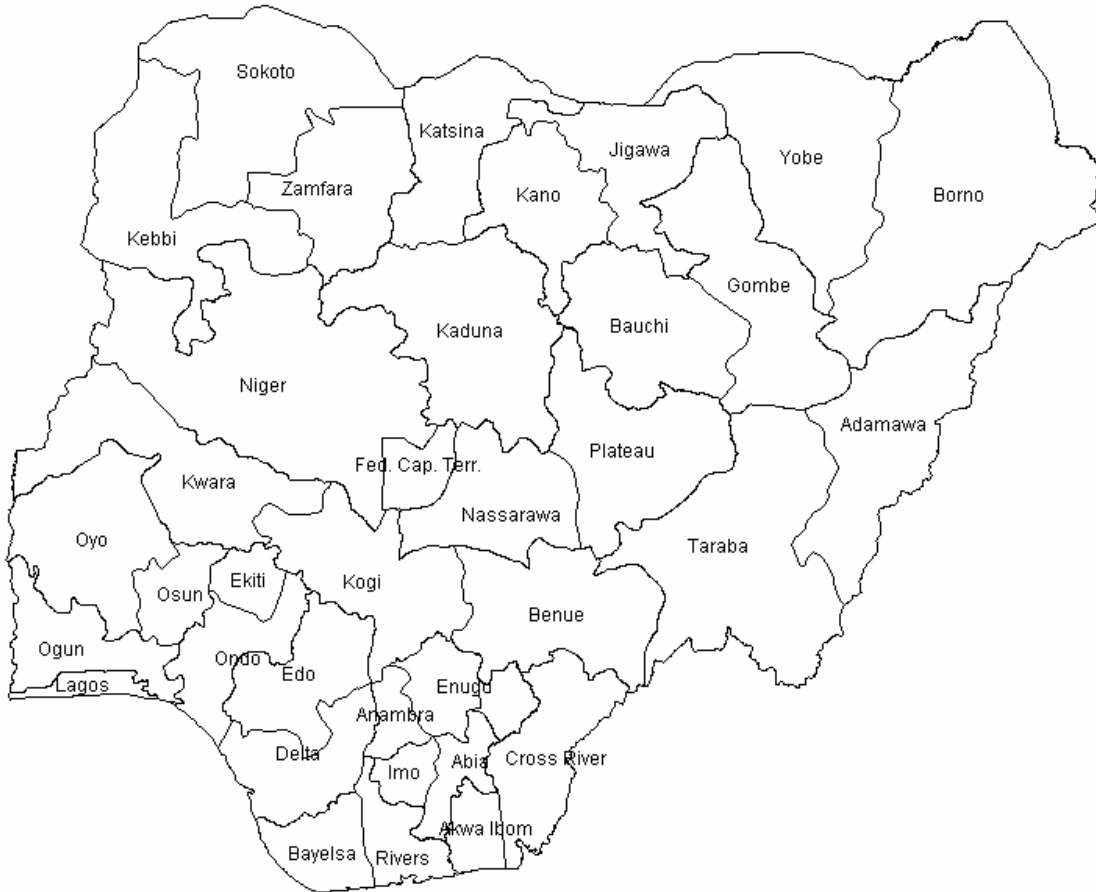 Sokoto
Katsina
Jigawa
Yobe
Zamfara
Kano
Borno
Kebbi
Gombe
Kaduna
Bauchi
Niger
Adamawa
Fed. Cap. Terr.
Plateau
Kwara
Nassarawa
Oyo
Taraba
Ekiti
Kogi
Osun
Benue
Ogun
Ondo
Edo
Lagos
Enugu
Anambra
Delta
Abia
Cross River
Imo
Akwa Ibom
Bayelsa
Rivers